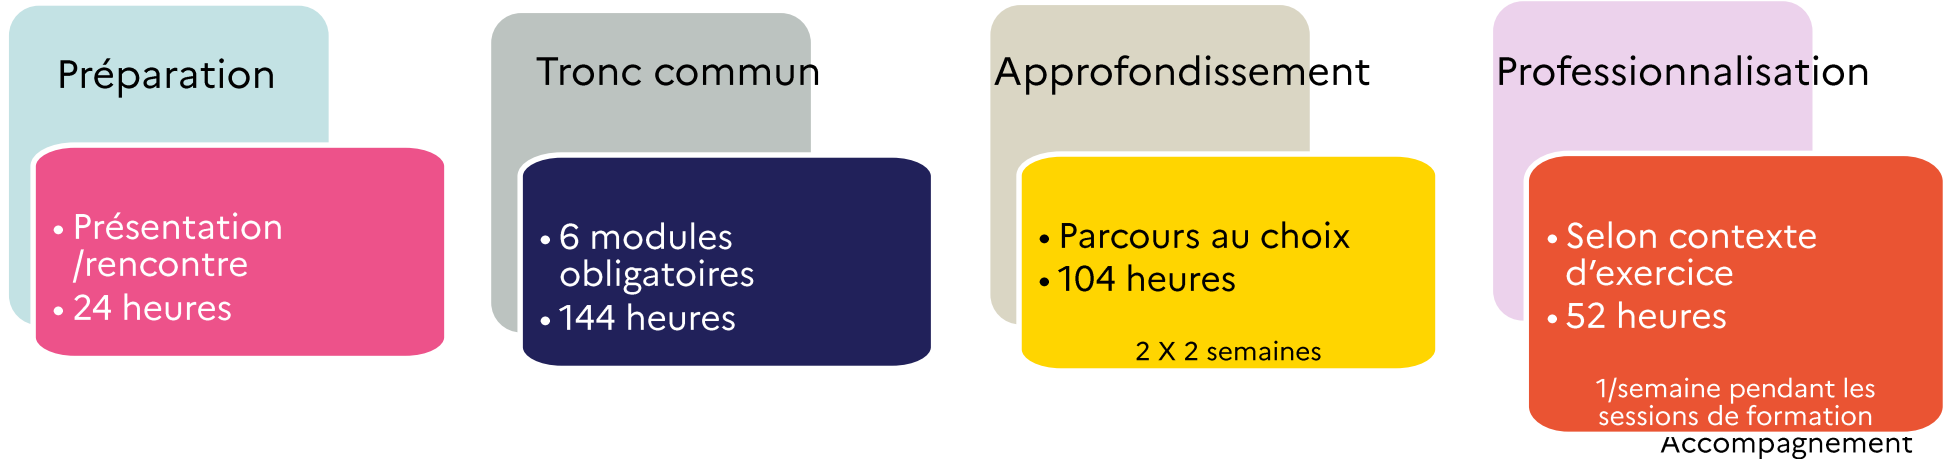 Préparation
• Présentation
/rencontre
• 24 heures
Tronc commun
• 6 modules
obligatoires
• 144 heures
Approfondissement
• Parcours au choix
• 104 heures
2 X 2 semaines
Professionnalisation
• Selon contexte
d’exercice
• 52 heures
1/semaine pendant les
sessions de formation
Accompagnement